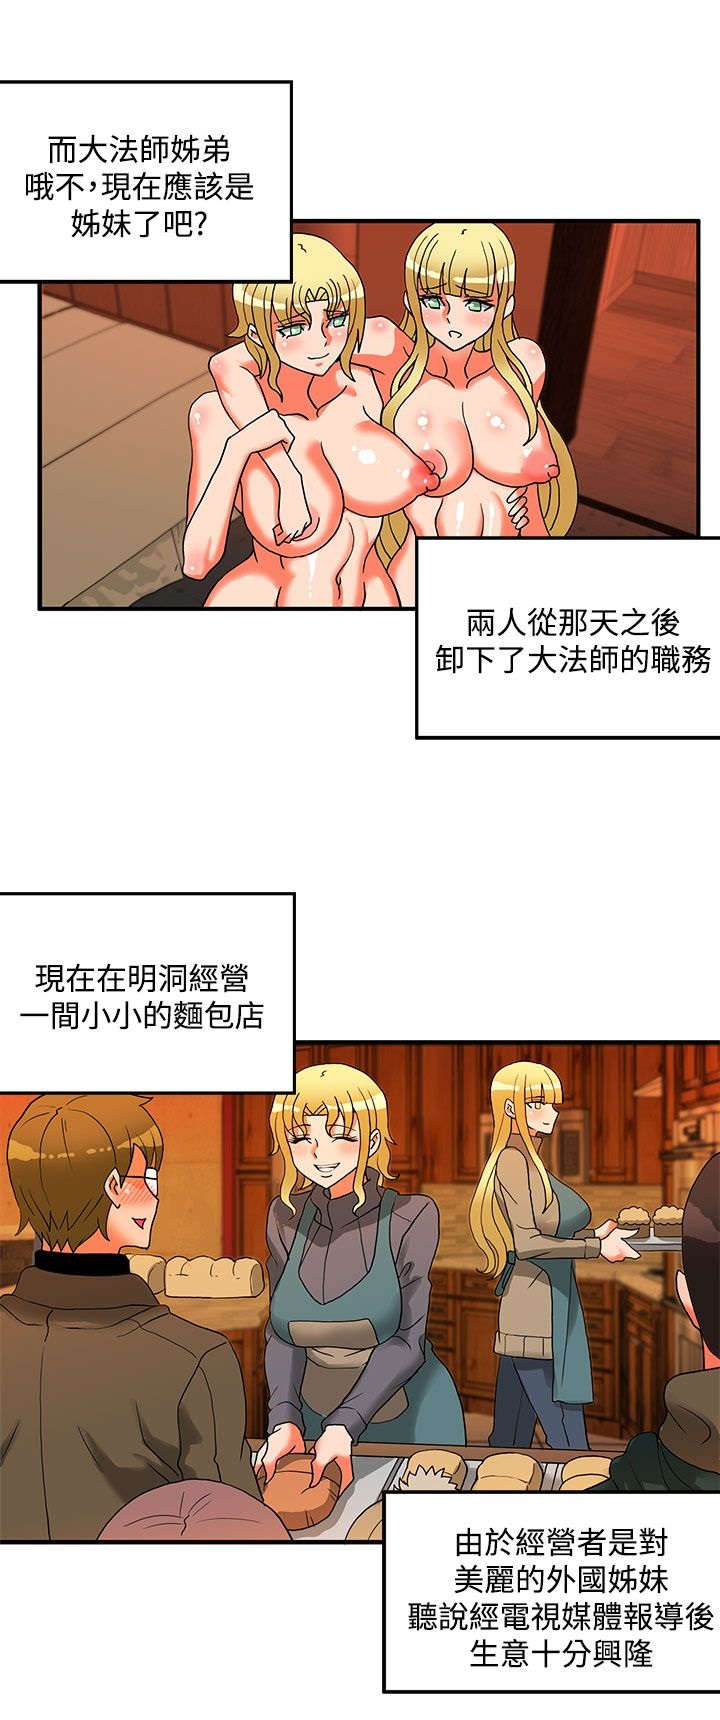 而大法師姊弟
哦不，現在應該是
姊妹了吧?
兩人從那天之後
卸下了大法師的職務
現在在明洞經營
一間小小的麵包店
由於經營者是對
美麗的外國姊妹
聽說經電視媒體報導後
生意十分興隆